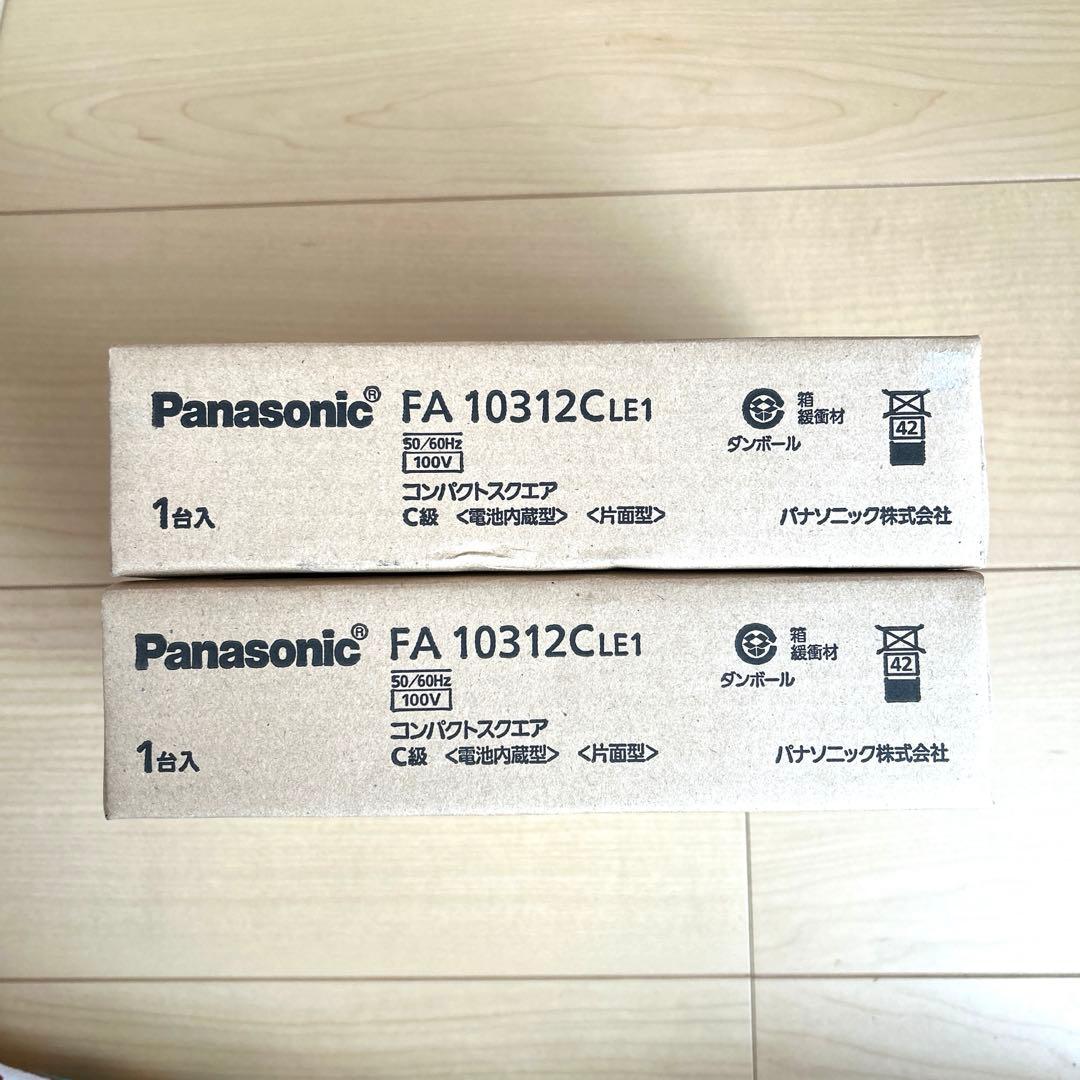 Panasonic® FA 10312CLE1
50/60Hz
100V
コンパクトスクエア
C級 <電池内蔵型> <片面型>
1台入
箱
緩衝材
ダンボール
42
パナソニック株式会社
Panasonic® FA 10312CLE1
50/60Hz
100V
コンパクトスクエア
C級 <電池内蔵型> <片面型>
1台入
箱
緩衝材
ダンボール
42
パナソニック株式会社